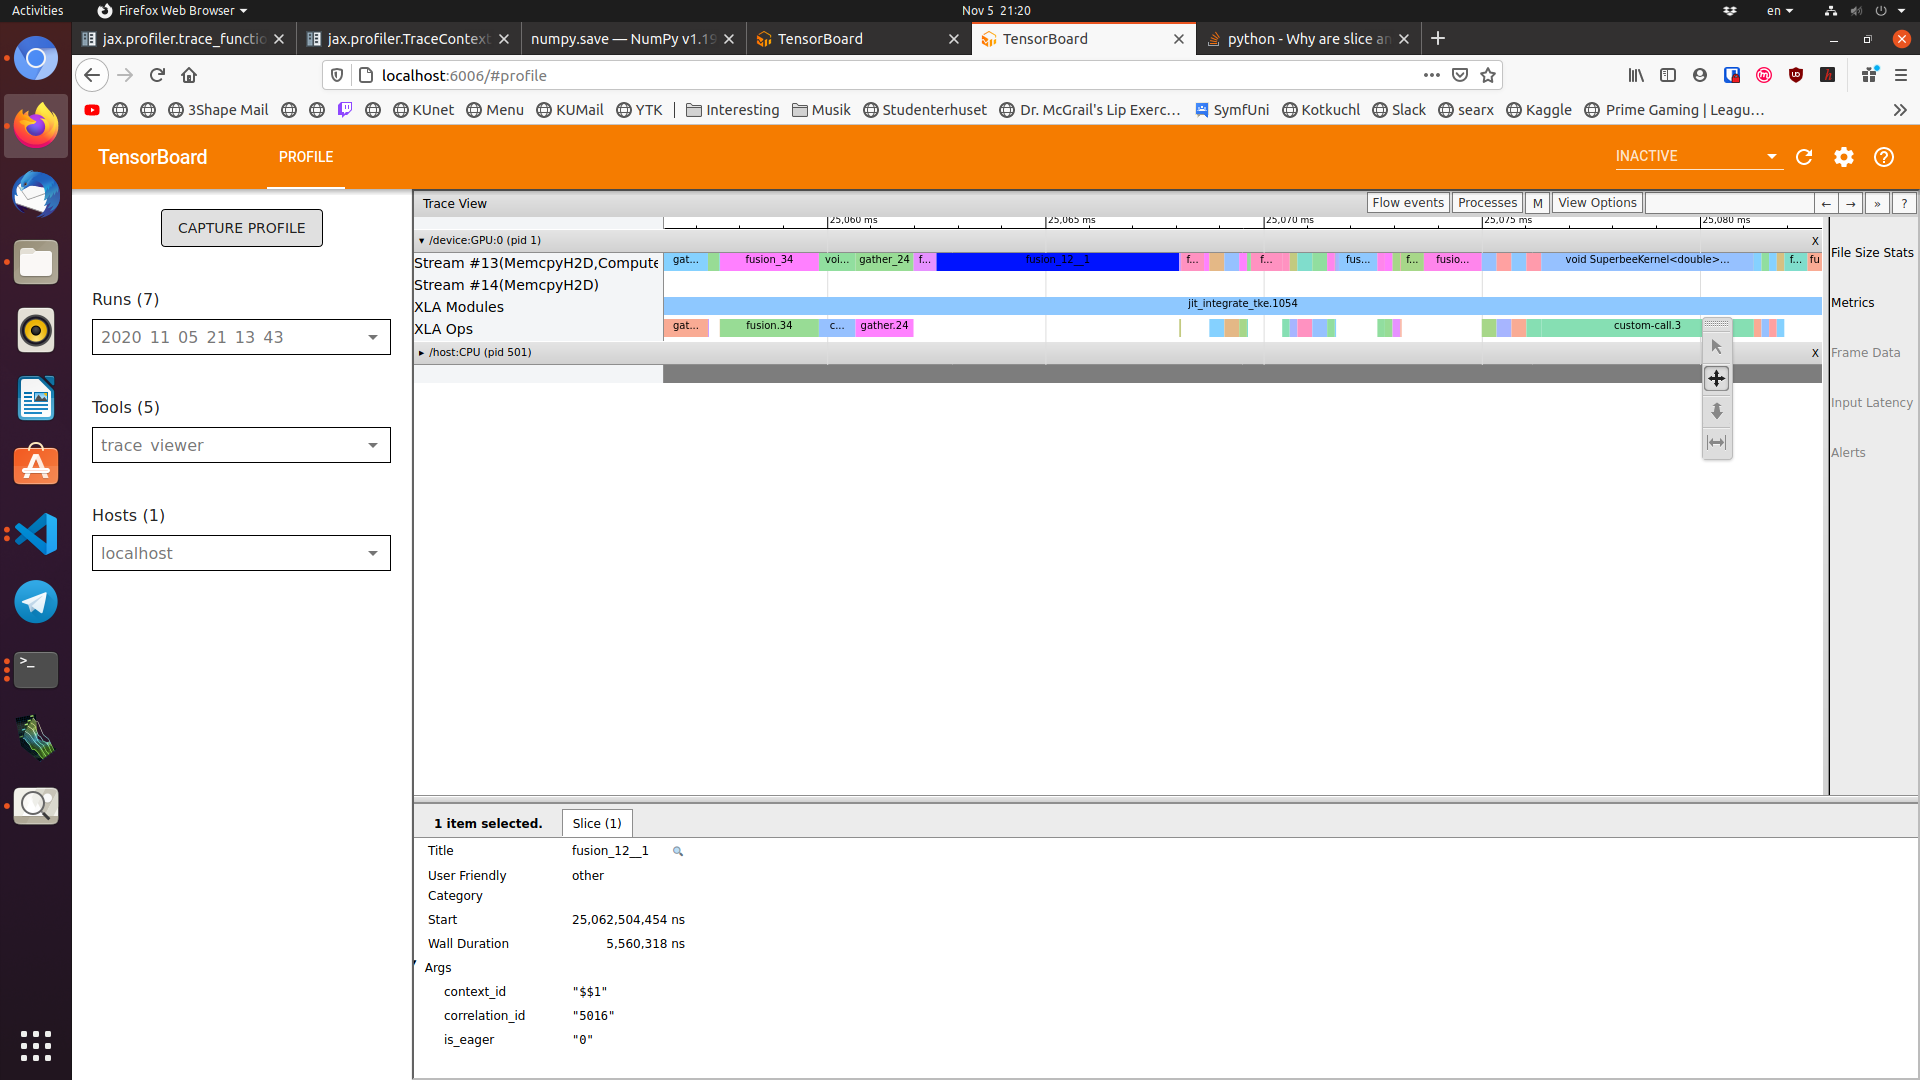 Activities
Firefox Web Browser
Nov 5 21:20
en
jax.profiler.trace_functio
jax.profiler.TraceContext
numpy.save — NumPy v1.19
TensorBoard
TensorBoard
python - Why are slice an
localhost:6006/#profile
3Shape Mail
KUnet
Menu
KUMail
YTK
Interesting
Musik
Studenterhuset
Dr. McGrail's Lip Exerc…
SymfUni
Kotkuchl
Slack
searx
Kaggle
Prime Gaming | Leagu…
TensorBoard
PROFILE
INACTIVE
CAPTURE PROFILE
Runs (7)
2020_11_05_21_13_43
Tools (5)
trace_viewer
Hosts (1)
localhost
Trace View
Flow events
Processes
M
View Options
←
→
»
?
25,060 ms
25,065 ms
25,070 ms
25,075 ms
25,080 ms
/device:GPU:0 (pid 1)
X
Stream #13(MemcpyH2D,Compute
gat...
fusion_34
voi...
gather_24
f...
fusion_12__1
f...
f...
fus...
f...
fusio...
void SuperbeeKernel<double>...
f...
fu
Stream #14(MemcpyH2D)
XLA Modules
jit_integrate_tke.1054
XLA Ops
gat...
fusion.34
c...
gather.24
custom-call.3
/host:CPU (pid 501)
X
File Size Stats
Metrics
Frame Data
Input Latency
Alerts
1 item selected.
Slice (1)
Title
fusion_12__1
User Friendly Category
other
Start
25,062,504,454 ns
Wall Duration
5,560,318 ns
Args
context_id
"$$1"
correlation_id
"5016"
is_eager
"0"